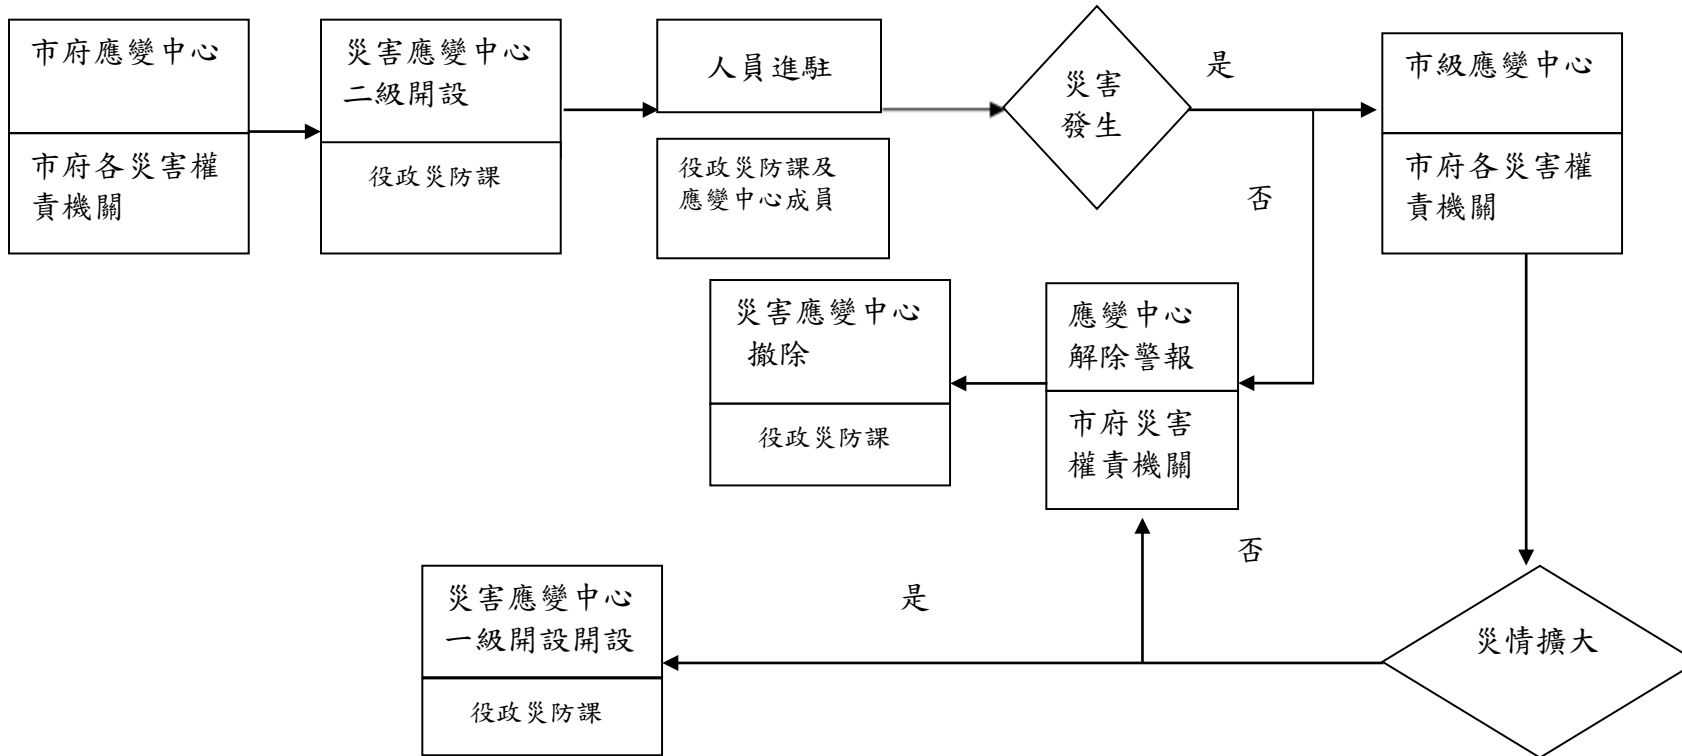 市府應變中心
市府各災害權
責機關
災害應變中心
二級開設
役政災防課
人員進駐
役政災防課及
應變中心成員
災害
發生
是
否
市級應變中心
市府各災害權
責機關
災害應變中心
撤除
役政災防課
應變中心
解除警報
市府災害
權責機關
否
是
災害應變中心
一級開設開設
役政災防課
災情擴大